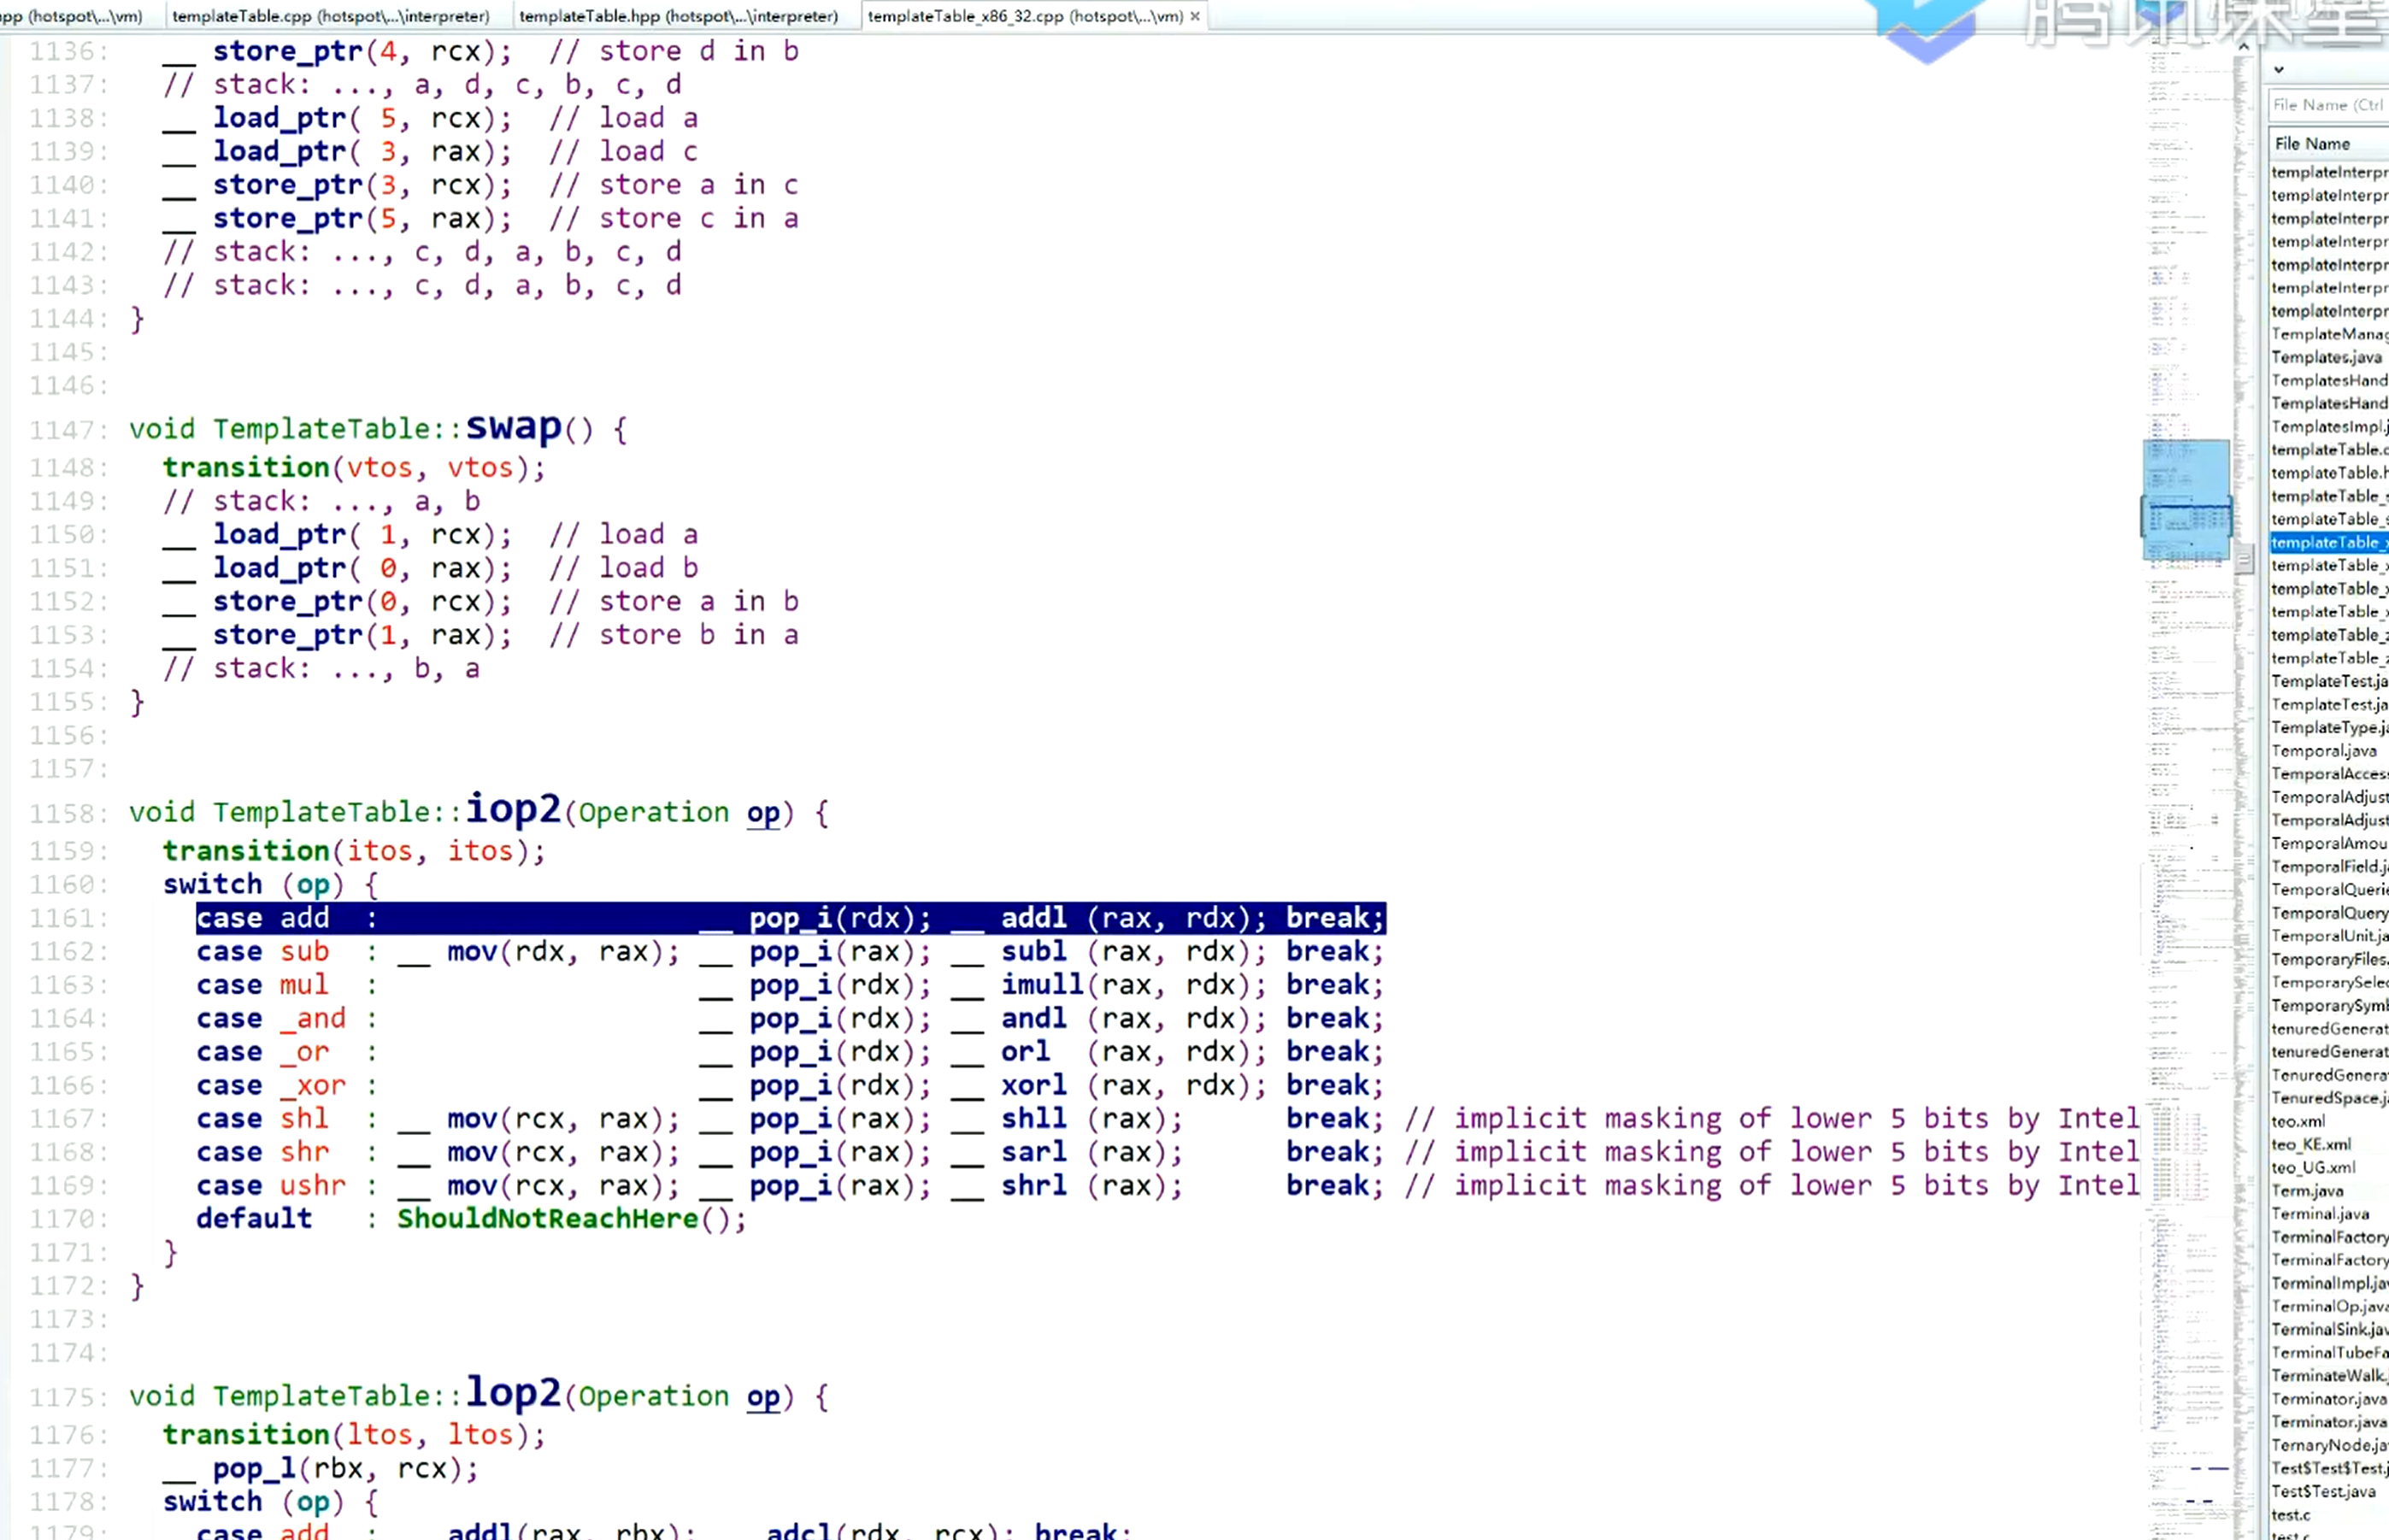 pp (hotspot\...\vm) templateTable.cpp (hotspot\...\interpreter) templateTable.hpp (hotspot\...\interpreter) templateTable_x86_32.cpp (hotspot\...\vm) ×
腾讯课堂
1136: __ store_ptr(4, rcx); // store d in b
1137: // stack: ..., a, d, c, b, c, d
1138: __ load_ptr( 5, rcx); // load a
1139: __ load_ptr( 3, rax); // load c
1140: __ store_ptr(3, rcx); // store a in c
1141: __ store_ptr(5, rax); // store c in a
1142: // stack: ..., c, d, a, b, c, d
1143: // stack: ..., c, d, a, b, c, d
1144: }
1145:
1146:
1147: void TemplateTable::swap() {
1148: transition(vtos, vtos);
1149: // stack: ..., a, b
1150: __ load_ptr( 1, rcx); // load a
1151: __ load_ptr( 0, rax); // load b
1152: __ store_ptr(0, rcx); // store a in b
1153: __ store_ptr(1, rax); // store b in a
1154: // stack: ..., b, a
1155: }
1156:
1157:
1158: void TemplateTable::iop2(Operation op) {
1159: transition(itos, itos);
1160: switch (op) {
1161: case add : __ pop_i(rdx); __ addl (rax, rdx); break;
1162: case sub : __ mov(rdx, rax); __ pop_i(rax); __ subl (rax, rdx); break;
1163: case mul : __ pop_i(rdx); __ imull(rax, rdx); break;
1164: case _and : __ pop_i(rdx); __ andl (rax, rdx); break;
1165: case _or : __ pop_i(rdx); __ orl (rax, rdx); break;
1166: case _xor : __ pop_i(rdx); __ xorl (rax, rdx); break;
1167: case shl : __ mov(rcx, rax); __ pop_i(rax); __ shll (rax); break; // implicit masking of lower 5 bits by Intel
1168: case shr : __ mov(rcx, rax); __ pop_i(rax); __ sarl (rax); break; // implicit masking of lower 5 bits by Intel
1169: case ushr : __ mov(rcx, rax); __ pop_i(rax); __ shrl (rax); break; // implicit masking of lower 5 bits by Intel
1170: default : ShouldNotReachHere();
1171: }
1172: }
1173:
1174:
1175: void TemplateTable::lop2(Operation op) {
1176: transition(ltos, ltos);
1177: __ pop_l(rbx, rcx);
1178: switch (op) {
1179: case add : __ addl(rax, rbx); __ adcl(rdx, rcx); break;
File Name (Ctrl
File Name
templateInterpr
templateInterpr
templateInterpr
templateInterpr
templateInterpr
templateInterpr
templateInterpr
TemplateManag
Templates.java
TemplatesHand
TemplatesHand
TemplatesImpl.j
templateTable.c
templateTable.h
templateTable_s
templateTable_s
templateTable_x
templateTable_x
templateTable_x
templateTable_x
templateTable_z
templateTable_z
TemplateTest.ja
TemplateTest.ja
TemplateType.ja
Temporal.java
TemporalAcces
TemporalAdjust
TemporalAdjust
TemporalAmou
TemporalField.j
TemporalQuerie
TemporalQuery
TemporalUnit.ja
TemporaryFiles.
TemporarySelec
TemporarySymb
tenuredGenerat
tenuredGenerat
TenuredGenera
TenuredSpace.j
teo.xml
teo_KE.xml
teo_UG.xml
Term.java
Terminal.java
TerminalFactory
TerminalFactory
TerminalImpl.jav
TerminalOp.java
TerminalSink.jav
TerminalTubeFa
TerminateWalk.
Terminator.java
Terminator.java
TernaryNode.ja
Test$Test$Test.j
Test$Test.java
test.c
test.c